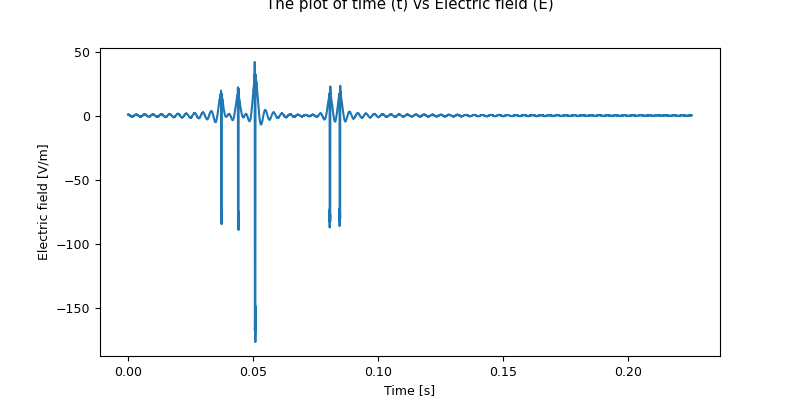 The plot of time (t) vs Electric field (E)
50
0
−50
−100
−150
Electric field [V/m]
0.00 0.05 0.10 0.15 0.20
Time [s]